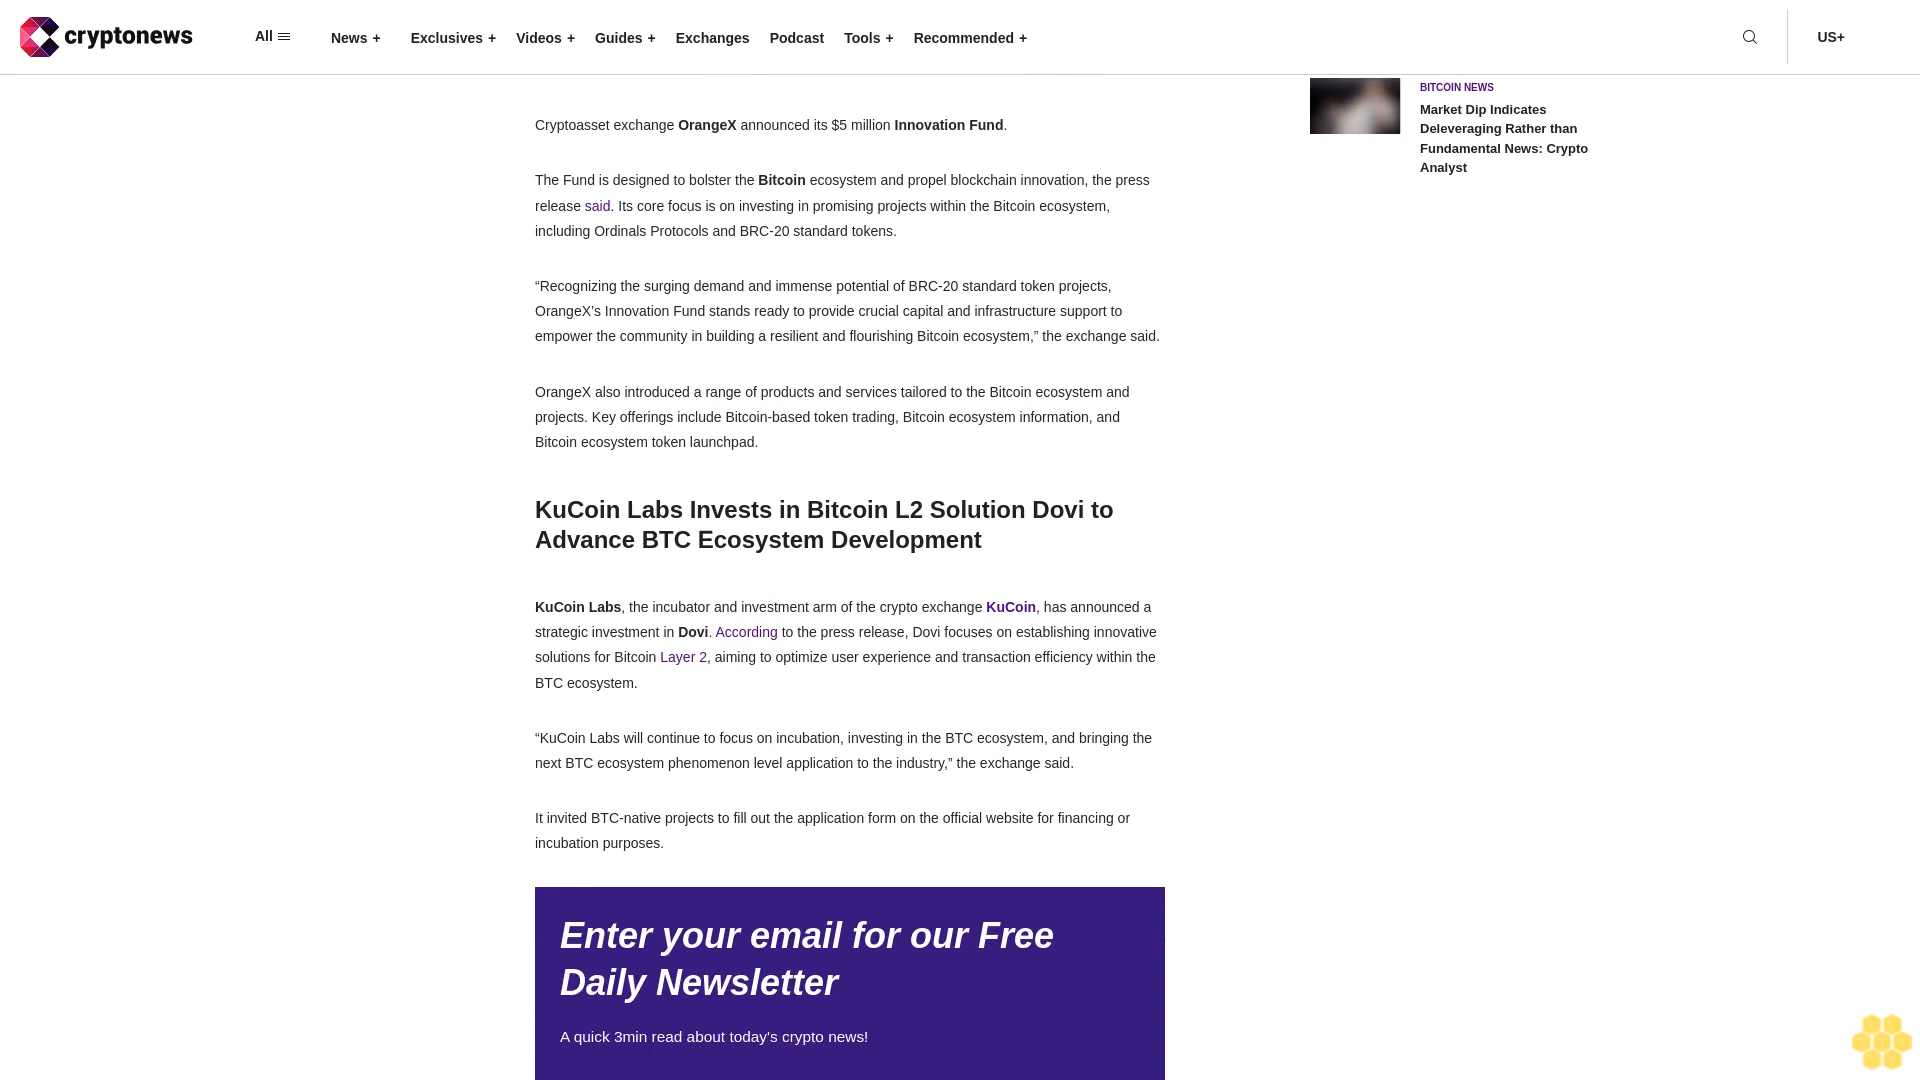 cryptonews
All
News +
Exclusives +
Videos +
Guides +
Exchanges
Podcast
Tools +
Recommended +
US+
Cryptoasset exchange OrangeX announced its $5 million Innovation Fund.
The Fund is designed to bolster the Bitcoin ecosystem and propel blockchain innovation, the press
release said. Its core focus is on investing in promising projects within the Bitcoin ecosystem,
including Ordinals Protocols and BRC-20 standard tokens.
“Recognizing the surging demand and immense potential of BRC-20 standard token projects,
OrangeX’s Innovation Fund stands ready to provide crucial capital and infrastructure support to
empower the community in building a resilient and flourishing Bitcoin ecosystem,” the exchange said.
OrangeX also introduced a range of products and services tailored to the Bitcoin ecosystem and
projects. Key offerings include Bitcoin-based token trading, Bitcoin ecosystem information, and
Bitcoin ecosystem token launchpad.
KuCoin Labs Invests in Bitcoin L2 Solution Dovi to
Advance BTC Ecosystem Development
KuCoin Labs, the incubator and investment arm of the crypto exchange KuCoin, has announced a
strategic investment in Dovi. According to the press release, Dovi focuses on establishing innovative
solutions for Bitcoin Layer 2, aiming to optimize user experience and transaction efficiency within the
BTC ecosystem.
“KuCoin Labs will continue to focus on incubation, investing in the BTC ecosystem, and bringing the
next BTC ecosystem phenomenon level application to the industry,” the exchange said.
It invited BTC-native projects to fill out the application form on the official website for financing or
incubation purposes.
Enter your email for our Free
Daily Newsletter
A quick 3min read about today's crypto news!
BITCOIN NEWS
Market Dip Indicates
Deleveraging Rather than
Fundamental News: Crypto
Analyst